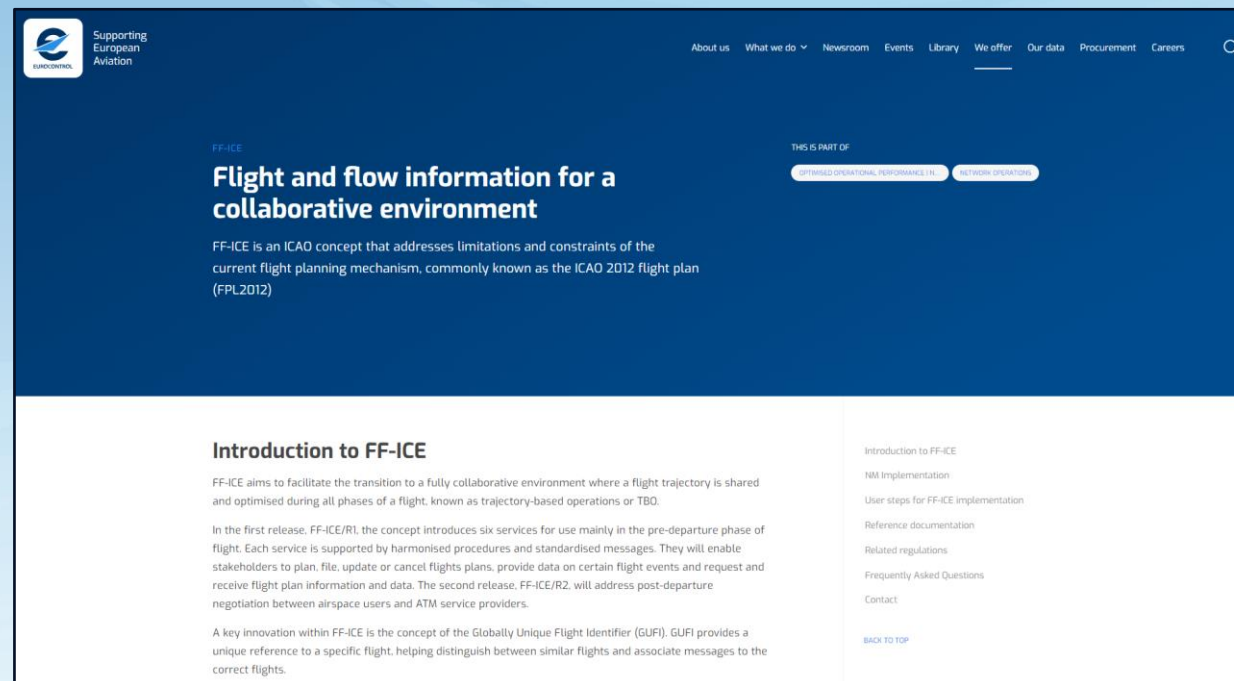 EUROCONTROL
Supporting
European
Aviation
About us What we do Newsroom Events Library We offer Our data Procurement Careers
FF-ICE
Flight and flow information for a
collaborative environment
FF-ICE is an ICAO concept that addresses limitations and constraints of the
current flight planning mechanism, commonly known as the ICAO 2012 flight plan
(FPL2012)
THIS IS PART OF
OPTIMISED OPERATIONAL PERFORMANCE | N... NETWORK OPERATIONS
Introduction to FF-ICE
FF-ICE aims to facilitate the transition to a fully collaborative environment where a flight trajectory is shared
and optimised during all phases of a flight, known as trajectory-based operations or TBO.
In the first release, FF-ICE/R1, the concept introduces six services for use mainly in the pre-departure phase of
flight. Each service is supported by harmonised procedures and standardised messages. They will enable
stakeholders to plan, file, update or cancel flights plans, provide data on certain flight events and request and
receive flight plan information and data. The second release, FF-ICE/R2, will address post-departure
negotiation between airspace users and ATM service providers.
A key innovation within FF-ICE is the concept of the Globally Unique Flight Identifier (GUFI). GUFI provides a
unique reference to a specific flight, helping distinguish between similar flights and associate messages to the
correct flights.
Introduction to FF-ICE
NM Implementation
User steps for FF-ICE implementation
Reference documentation
Related regulations
Frequently Asked Questions
Contact
BACK TO TOP